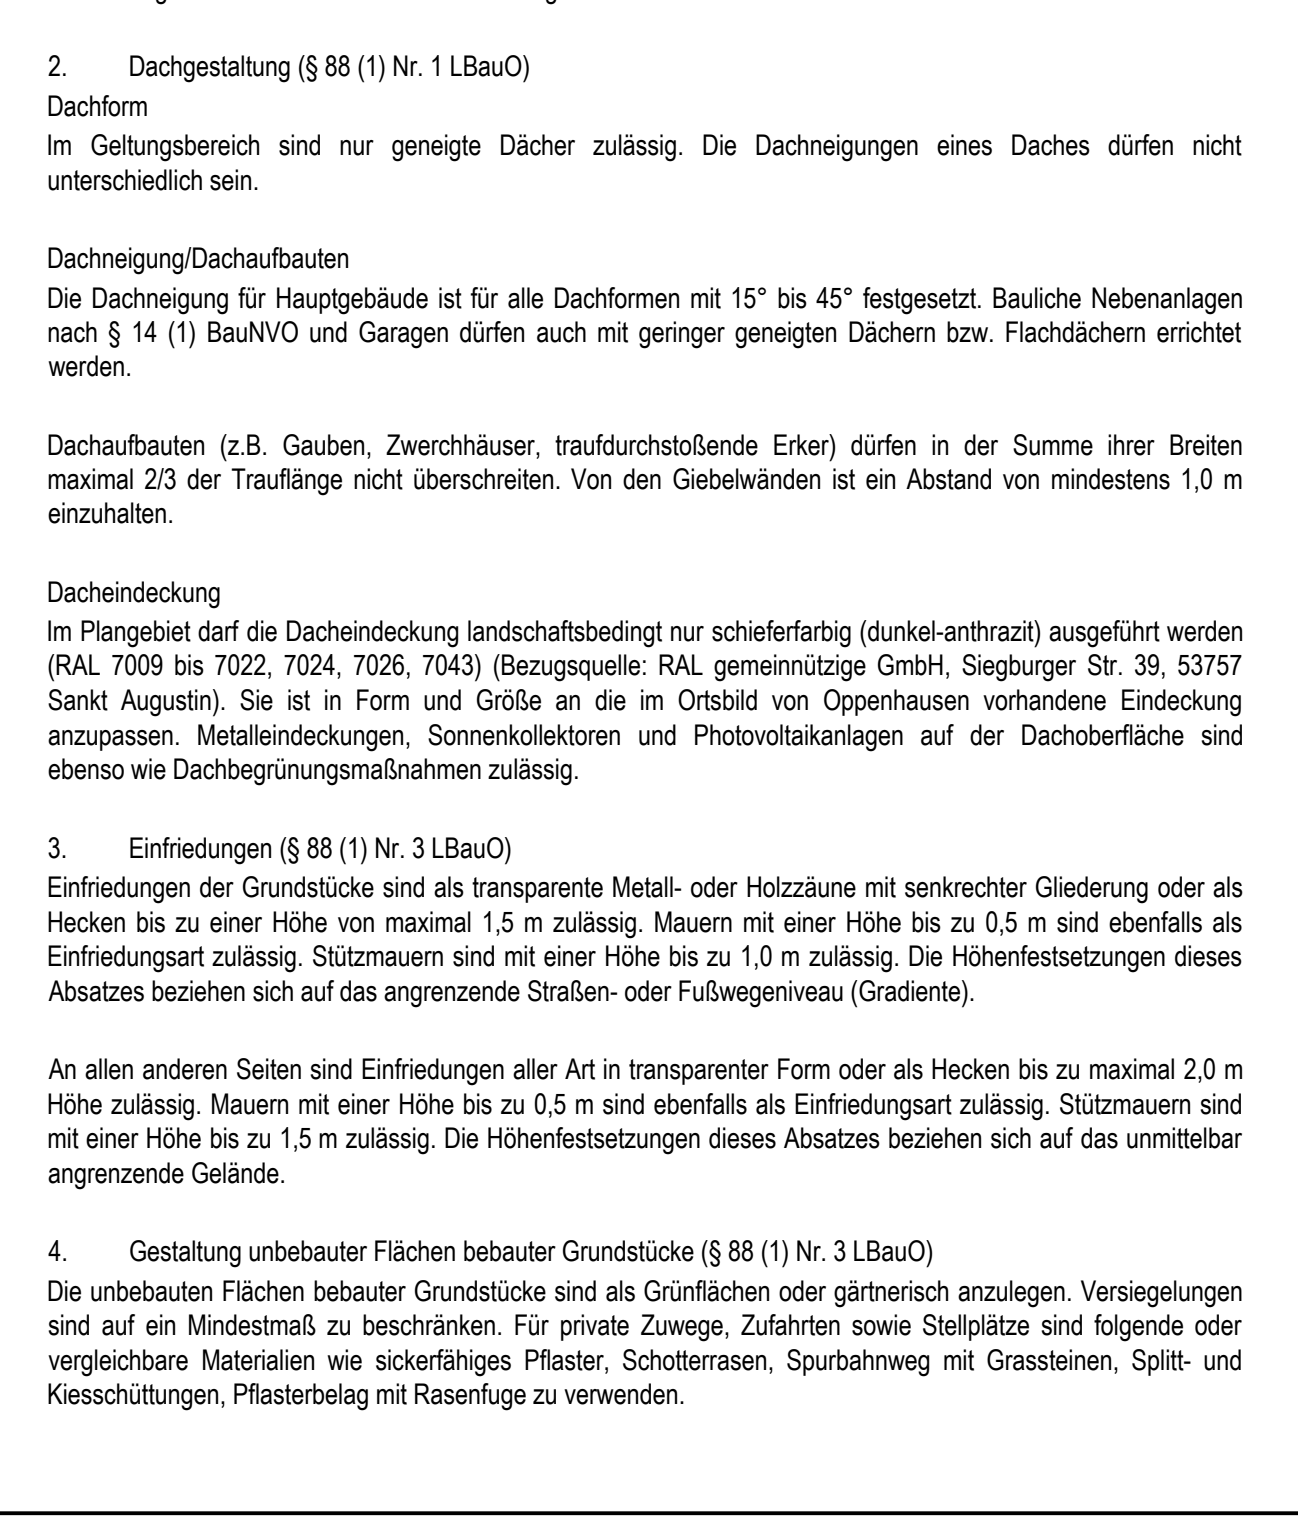 2. Dachgestaltung (§ 88 (1) Nr. 1 LBauO)
Dachform
Im Geltungsbereich sind nur geneigte Dächer zulässig. Die Dachneigungen eines Daches dürfen nicht
unterschiedlich sein.
Dachneigung/Dachaufbauten
Die Dachneigung für Hauptgebäude ist für alle Dachformen mit 15° bis 45° festgesetzt. Bauliche Nebenanlagen
nach § 14 (1) BauNVO und Garagen dürfen auch mit geringer geneigten Dächern bzw. Flachdächern errichtet
werden.
Dachaufbauten (z.B. Gauben, Zwerchhäuser, traufdurchstoßende Erker) dürfen in der Summe ihrer Breiten
maximal 2/3 der Trauflänge nicht überschreiten. Von den Giebelwänden ist ein Abstand von mindestens 1,0 m
einzuhalten.
Dacheindeckung
Im Plangebiet darf die Dacheindeckung landschaftsbedingt nur schieferfarbig (dunkel-anthrazit) ausgeführt werden
(RAL 7009 bis 7022, 7024, 7026, 7043) (Bezugsquelle: RAL gemeinnützige GmbH, Siegburger Str. 39, 53757
Sankt Augustin). Sie ist in Form und Größe an die im Ortsbild von Oppenhausen vorhandene Eindeckung
anzupassen. Metalleindeckungen, Sonnenkollektoren und Photovoltaikanlagen auf der Dachoberfläche sind
ebenso wie Dachbegrünungsmaßnahmen zulässig.
3. Einfriedungen (§ 88 (1) Nr. 3 LBauO)
Einfriedungen der Grundstücke sind als transparente Metall- oder Holzzäune mit senkrechter Gliederung oder als
Hecken bis zu einer Höhe von maximal 1,5 m zulässig. Mauern mit einer Höhe bis zu 0,5 m sind ebenfalls als
Einfriedungsart zulässig. Stützmauern sind mit einer Höhe bis zu 1,0 m zulässig. Die Höhenfestsetzungen dieses
Absatzes beziehen sich auf das angrenzende Straßen- oder Fußwegeniveau (Gradiente).
An allen anderen Seiten sind Einfriedungen aller Art in transparenter Form oder als Hecken bis zu maximal 2,0 m
Höhe zulässig. Mauern mit einer Höhe bis zu 0,5 m sind ebenfalls als Einfriedungsart zulässig. Stützmauern sind
mit einer Höhe bis zu 1,5 m zulässig. Die Höhenfestsetzungen dieses Absatzes beziehen sich auf das unmittelbar
angrenzende Gelände.
4. Gestaltung unbebauter Flächen bebauter Grundstücke (§ 88 (1) Nr. 3 LBauO)
Die unbebauten Flächen bebauter Grundstücke sind als Grünflächen oder gärtnerisch anzulegen. Versiegelungen
sind auf ein Mindestmaß zu beschränken. Für private Zuwege, Zufahrten sowie Stellplätze sind folgende oder
vergleichbare Materialien wie sickerfähiges Pflaster, Schotterrasen, Spurbahnweg mit Grassteinen, Splitt- und
Kiesschüttungen, Pflasterbelag mit Rasenfuge zu verwenden.